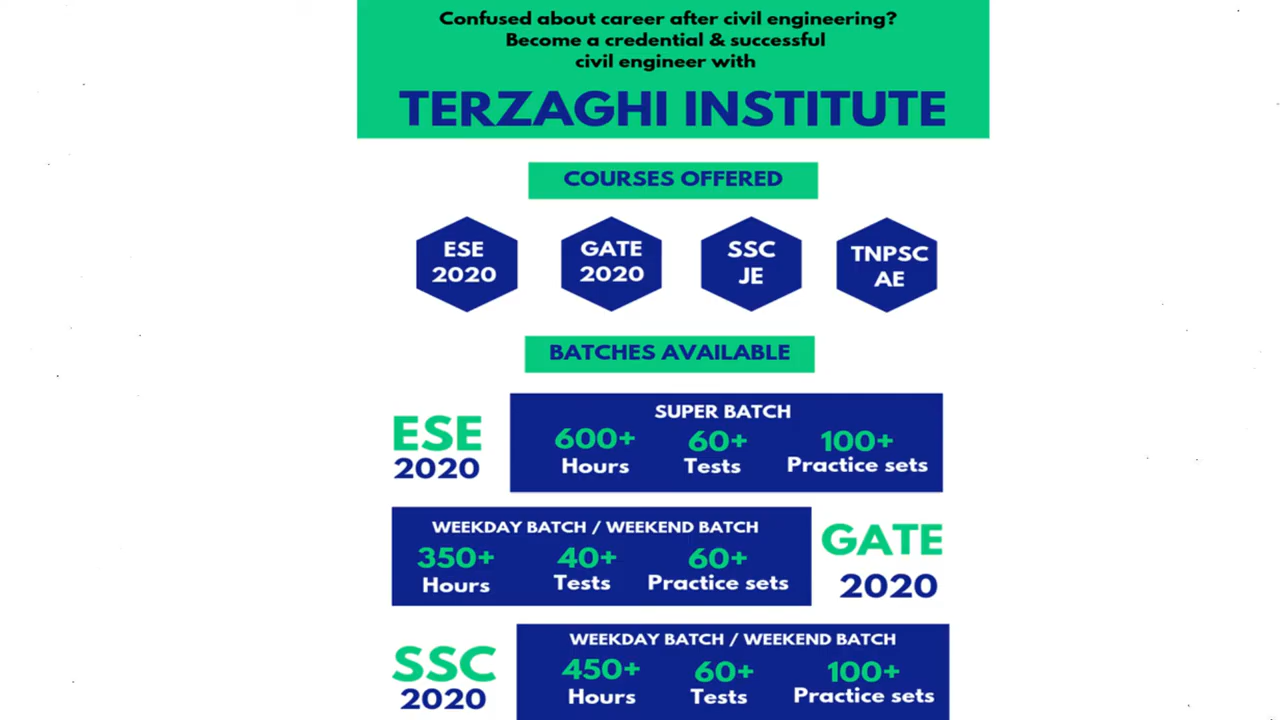 Confused about career after civil engineering?
Become a credential & successful
civil engineer with
TERZAGHI INSTITUTE
COURSES OFFERED
ESE
2020
GATE
2020
SSC
JE
TNPSC
AE
BATCHES AVAILABLE
ESE
2020
SUPER BATCH
600+ 60+ 100+
Hours Tests Practice sets
WEEKDAY BATCH / WEEKEND BATCH
350+ 40+ 60+
Hours Tests Practice sets
GATE
2020
SSC
2020
WEEKDAY BATCH / WEEKEND BATCH
450+ 60+ 100+
Hours Tests Practice sets